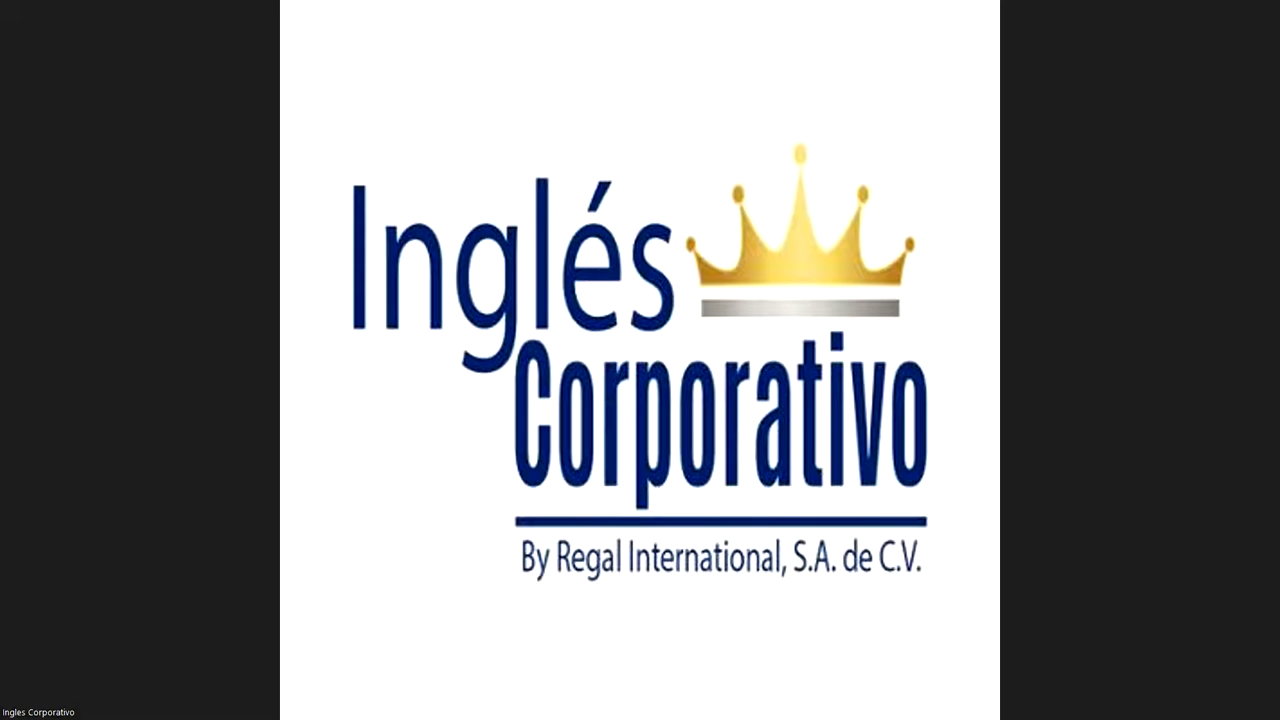 Inglés
Corporativo
By Regal International, S.A. de C.V.
Ingles Corporativo